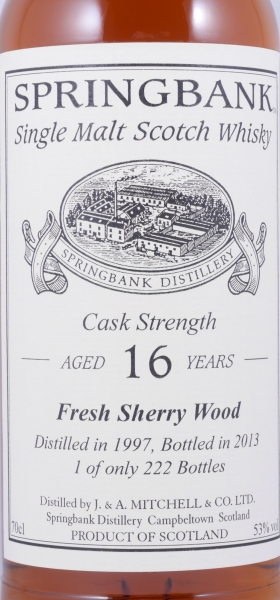 SPRINGBANK
Single Malt Scotch Whisky
SPRINGBANK DISTILLERY
Cask Strength
AGED 16 YEARS
Fresh Sherry Wood
Distilled in 1997, Bottled in 2013
1 of only 222 Bottles
Distilled by J. & A. MITCHELL & CO. LTD.
Springbank Distillery Campbeltown Scotland
70cl PRODUCT OF SCOTLAND 53% vol